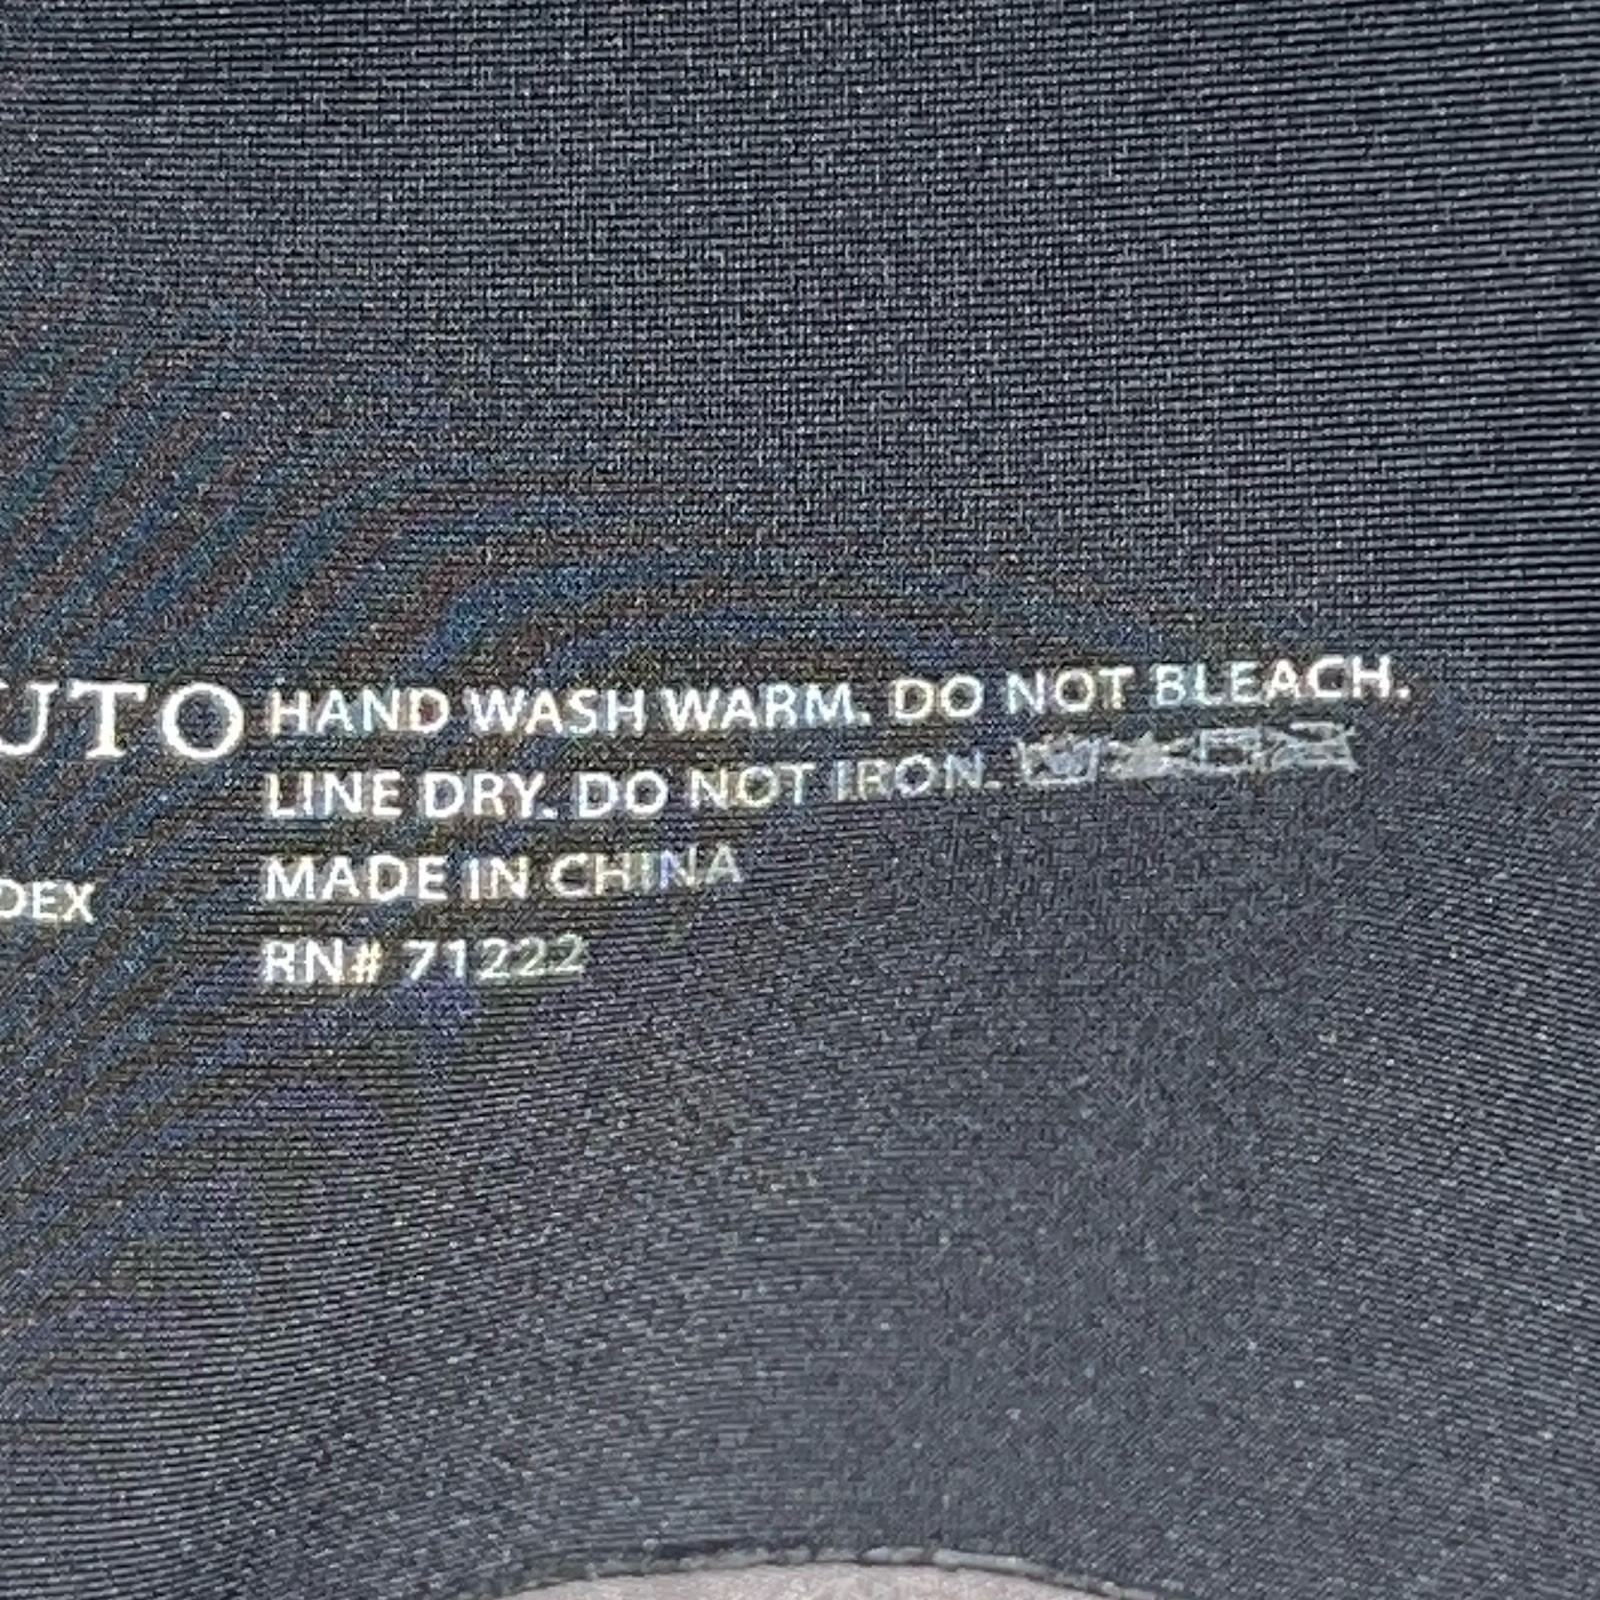 UTO
DEX
HAND WASH WARM. DO NOT BLEACH.
LINE DRY. DO NOT IRON.
MADE IN CHINA
RN# 71222